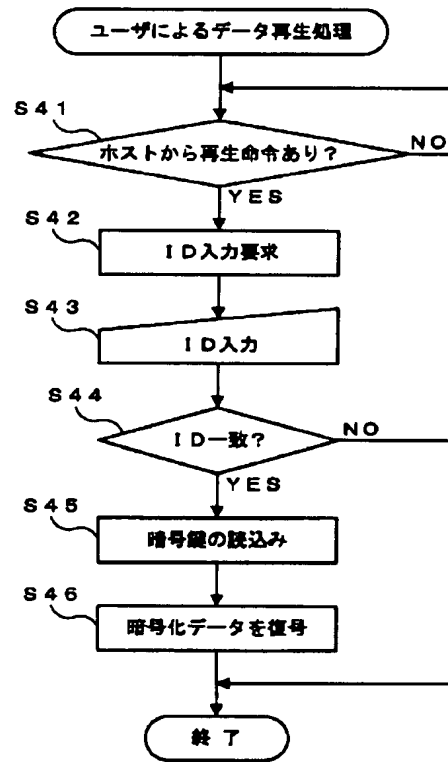 ユーザによるデータ再生処理
S41
ホストから再生命令あり?
NO
YES
S42
ID入力要求
S43
ID入力
S44
ID一致?
NO
YES
S45
暗号鍵の読込み
S46
暗号化データを復号
終了